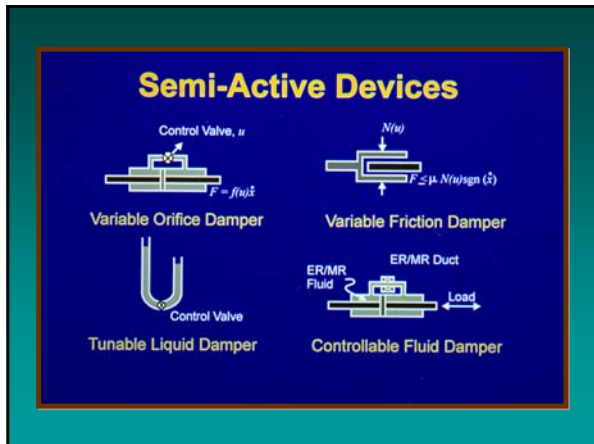 Semi-Active Devices
Control Valve, u
F = f(u)ẋ
Variable Orifice Damper
N(u)
F ≤ μ N(u)sgn (ẋ)
Variable Friction Damper
Control Valve
Tunable Liquid Damper
ER/MR Duct
ER/MR
Fluid
Load
Controllable Fluid Damper